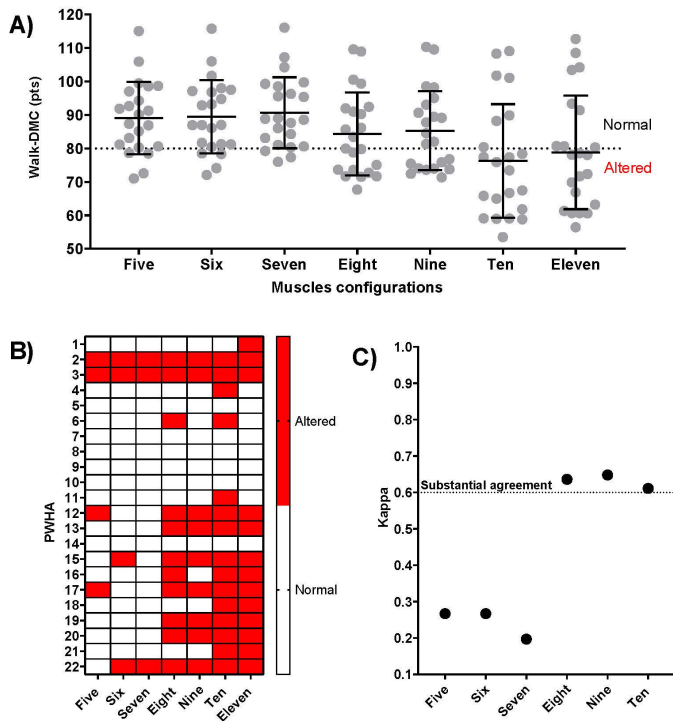 A)
Walk-DMC (pts)
120
110
100
90
80
70
60
50
Normal
Altered
Five Six Seven Eight Nine Ten Eleven
Muscles configurations
B)
PWHA
1
2
3
4
5
6
7
8
9
10
11
12
13
14
15
16
17
18
19
20
21
22
Five Six Seven Eight Nine Ten Eleven
Altered
Normal
C)
Kappa
1.0
0.9
0.8
0.7
0.6
0.5
0.4
0.3
0.2
0.1
Substantial agreement
Five Six Seven Eight Nine Ten